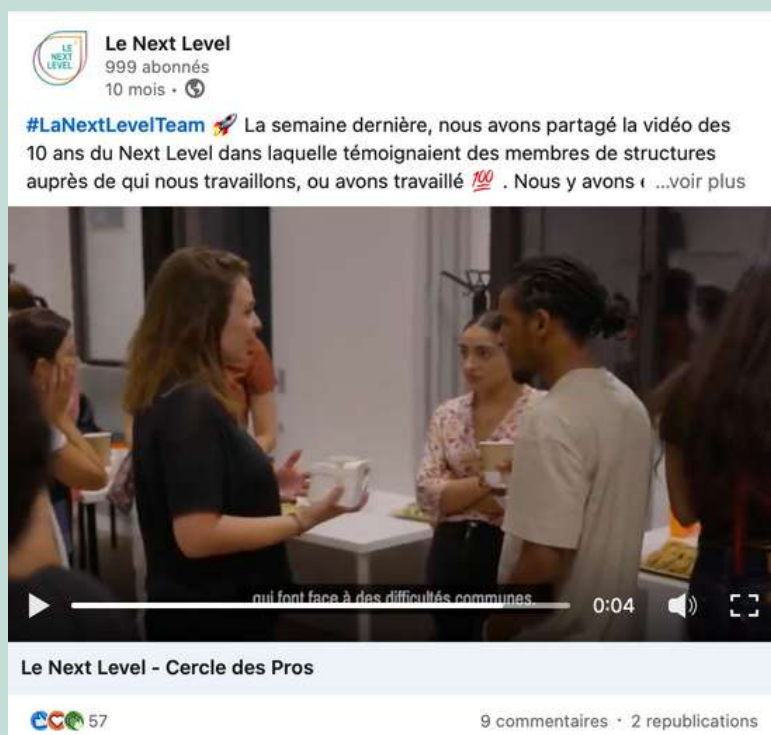 LE
NEXT
LEVEL
Le Next Level
999 abonnés
10 mois •
#LaNextLevelTeam 🚀 La semaine dernière, nous avons partagé la vidéo des
10 ans du Next Level dans laquelle témoignaient des membres de structures
auprès de qui nous travaillons, ou avons travaillé 💯 . Nous y avons ...voir plus
qui font face à des difficultés communes.
0:04
Le Next Level - Cercle des Pros
57
9 commentaires • 2 republications